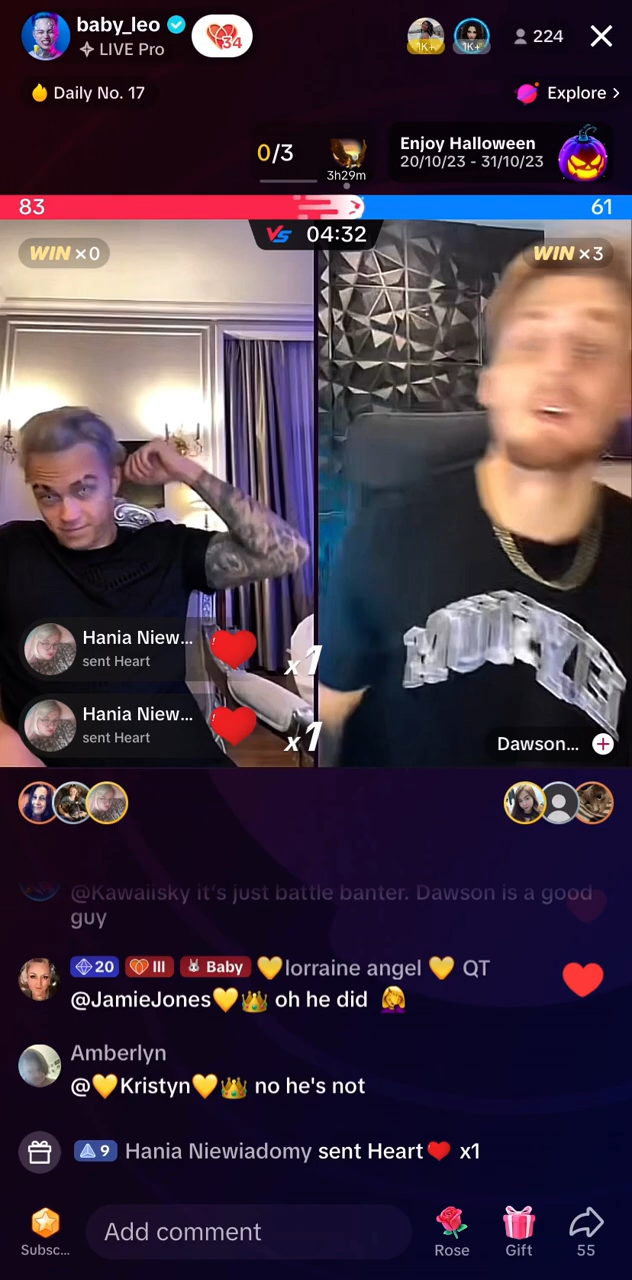 baby_leo
LIVE Pro
34
1K+
1K+
224
Daily No. 17
Explore >
0/3
3h29m
Enjoy Halloween
20/10/23 - 31/10/23
83
61
VS 04:32
WIN ×0
WIN ×3
Hania Niew...
sent Heart
x1
Hania Niew...
sent Heart
x1
Dawson...
@Kawaiisky it's just battle banter. Dawson is a good
guy
20 III Baby 💛lorraine angel 💛 QT
@JamieJones💛👑 oh he did 🤦‍♀️
Amberlyn
@💛Kristyn💛👑 no he's not
9 Hania Niewiadomy sent Heart❤️ x1
Subsc...
Add comment
Rose
Gift
55